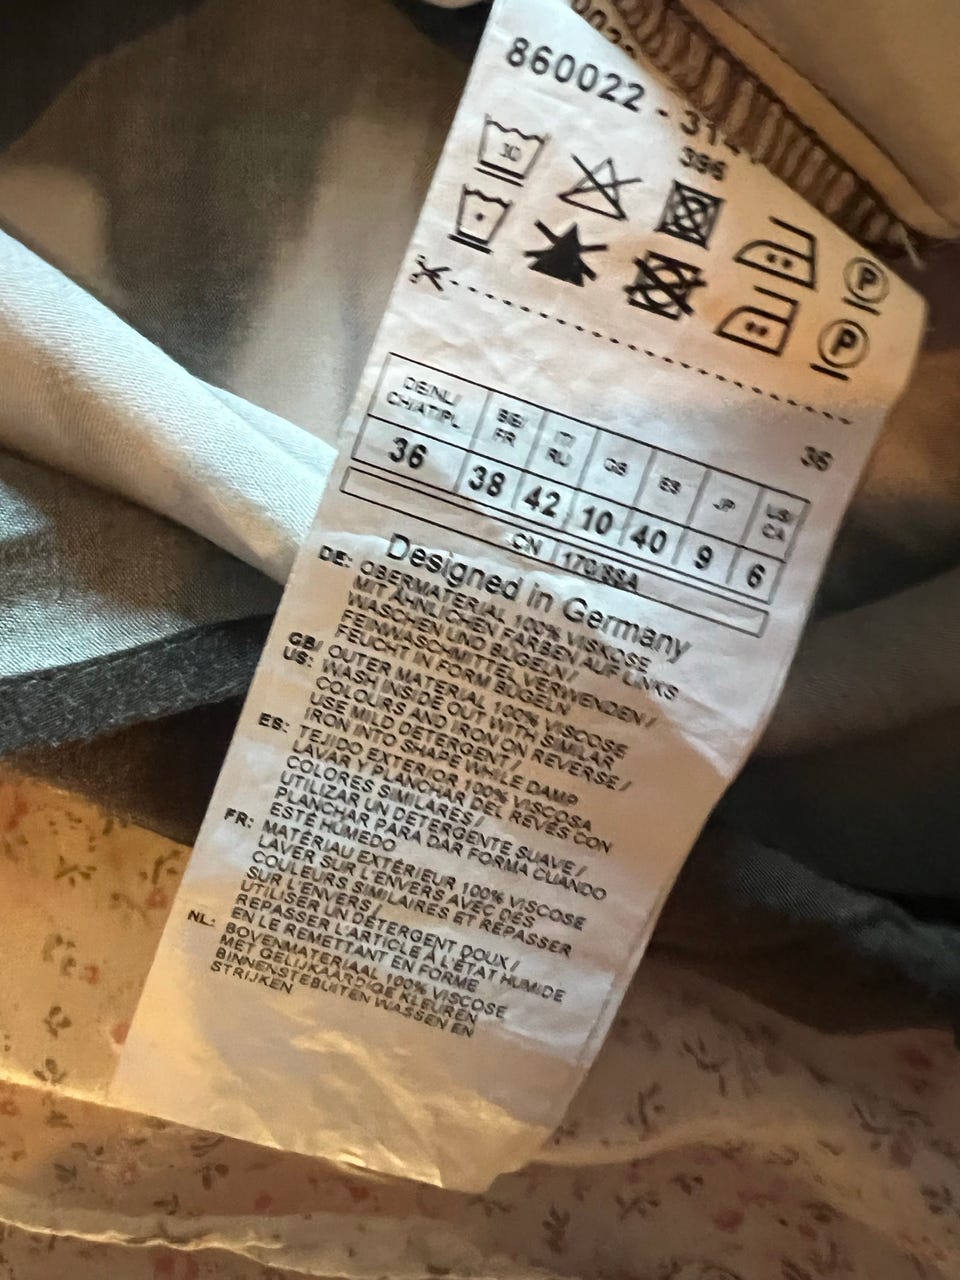 860022 - 314
396
30
P
P
36
DE/NL/
CH/AT/PL
BE/
FR
IT/
RU
GB
ES
JP
US/
CA
36
38
42
10
40
9
6
CN
170/88A
Designed in Germany
DE: OBERMATERIAL 100% VISKOSE
MIT ÄHNLICHEN FARBEN AUF LINKS
WASCHEN UND BÜGELN /
FEINWASCHMITTEL VERWENDEN /
FEUCHT IN FORM BÜGELN
GB/
US: OUTER MATERIAL 100% VISCOSE
WASH INSIDE OUT WITH SIMILAR
COLOURS AND IRON ON REVERSE /
USE MILD DETERGENT /
IRON INTO SHAPE WHILE DAMP
ES: TEJIDO EXTERIOR 100% VISCOSA
LAVAR Y PLANCHAR DEL REVÉS CON
COLORES SIMILARES /
UTILIZAR UN DETERGENTE SUAVE /
PLANCHAR PARA DAR FORMA CUANDO
ESTÉ HÚMEDO
FR: MATÉRIAU EXTÉRIEUR 100% VISCOSE
LAVER SUR L'ENVERS AVEC DES
COULEURS SIMILAIRES ET REPASSER
SUR L'ENVERS /
UTILISER UN DÉTERGENT DOUX /
REPASSER L'ARTICLE À L'ÉTAT HUMIDE
EN LE REMETTANT EN FORME
NL: BOVENMATERIAAL 100% VISCOSE
MET GELIJKAARDIGE KLEUREN
BINNENSTEBUITEN WASSEN EN
STRIJKEN